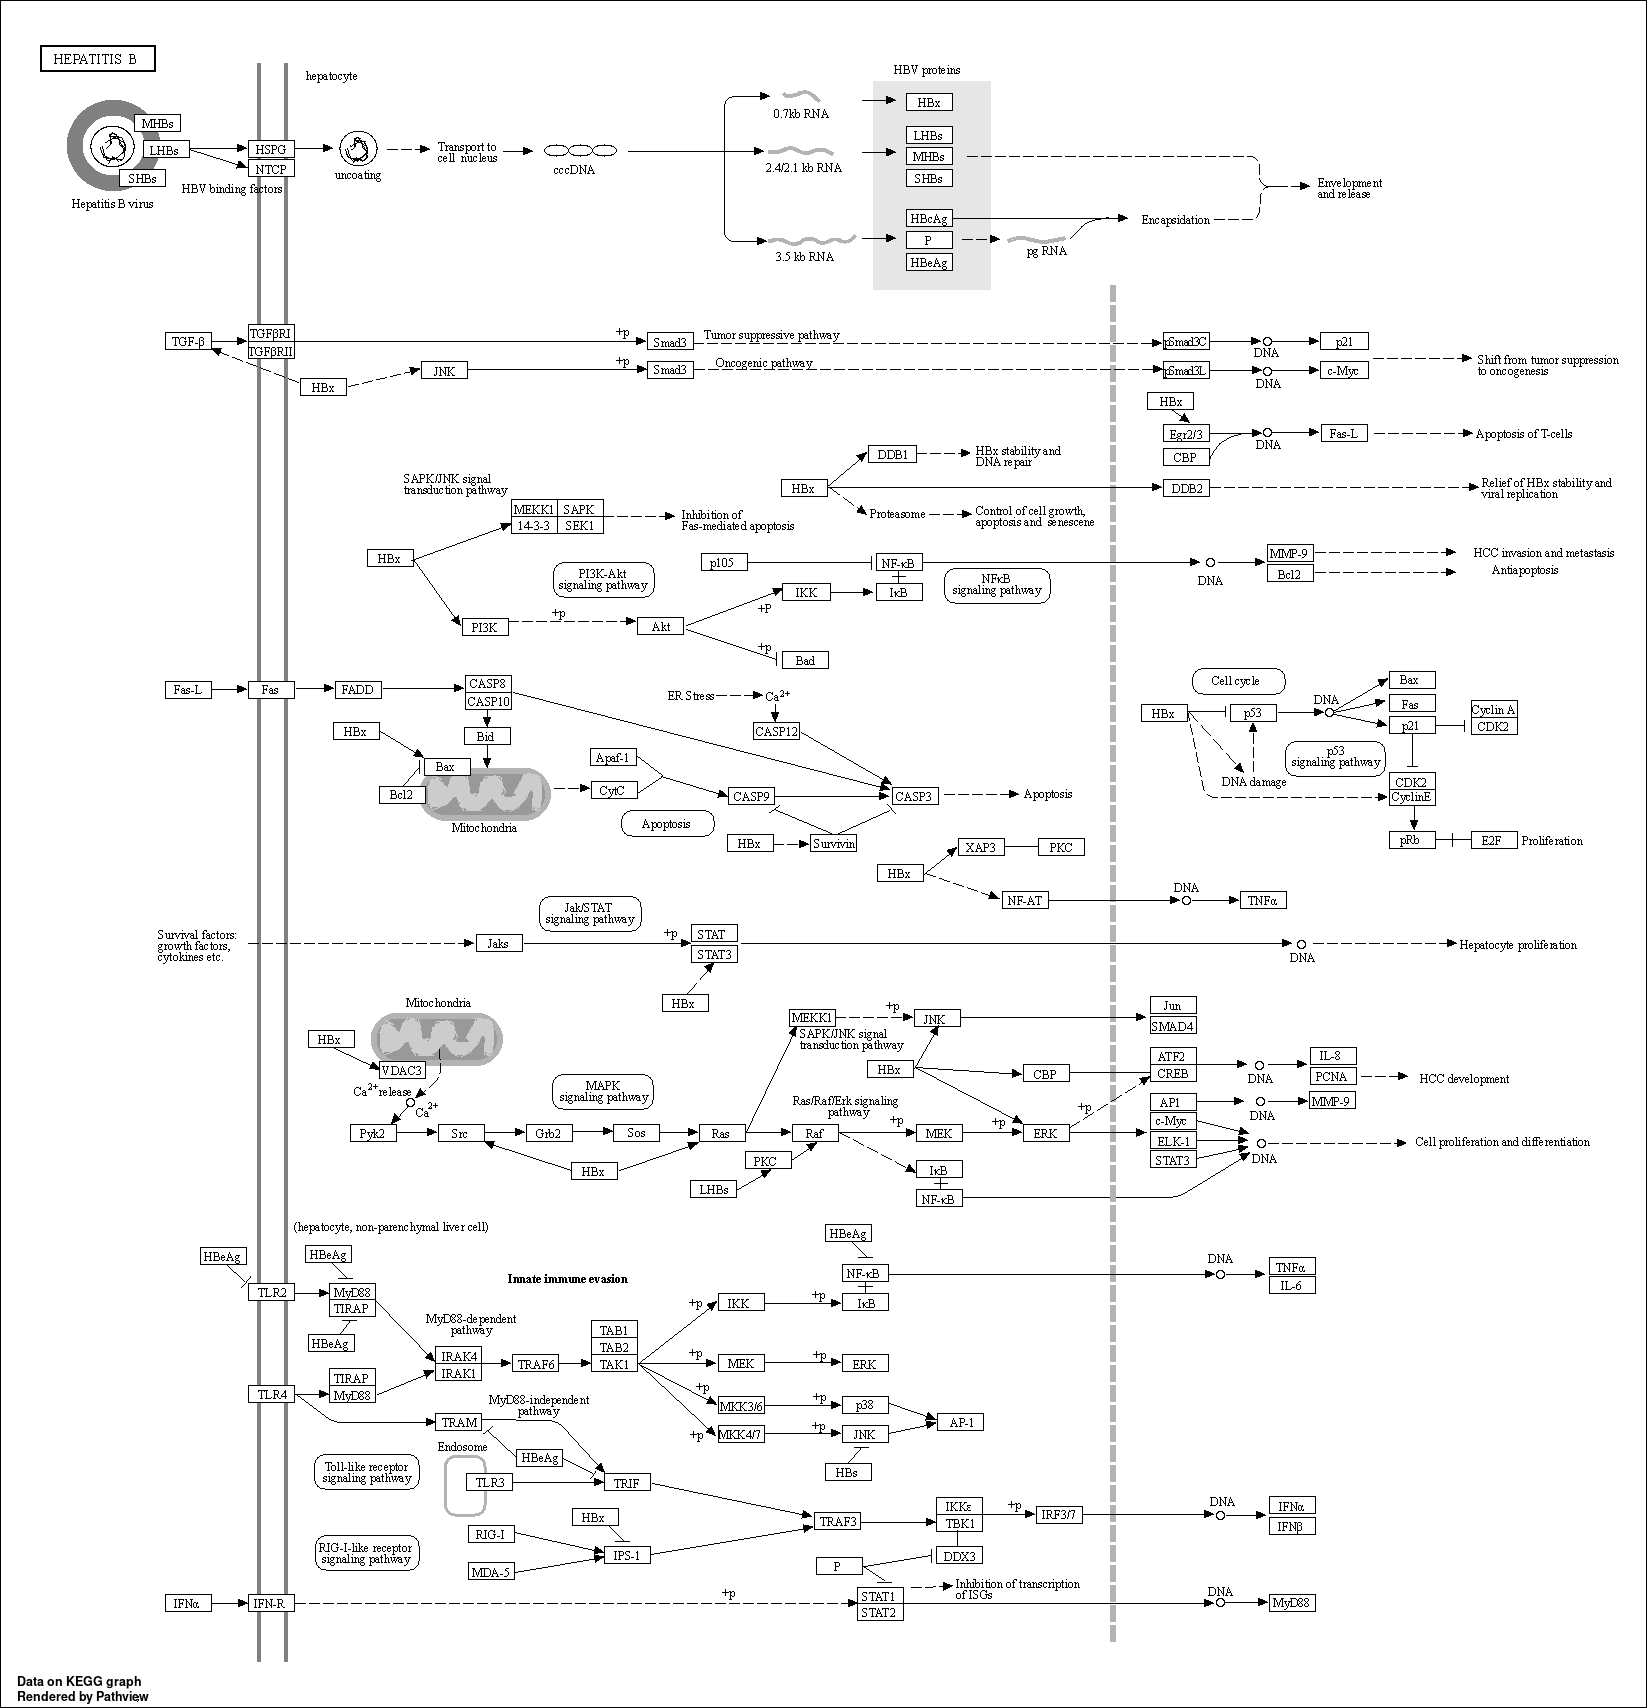 HEPATITIS B
hepatocyte
HBV proteins
MHBs
LHBs
SHBs
Hepatitis B virus
HSPG
NTCP
HBV binding factors
uncoating
Transport to
cell nucleus
cccDNA
0.7kb RNA
2.4/2.1 kb RNA
3.5 kb RNA
HBx
LHBs
MHBs
SHBs
HBcAg
P
HBeAg
pg RNA
Encapsidation
Envelopment
and release
TGF-β
TGFβRI
TGFβRII
+p
Smad3
Tumor suppressive pathway
pSmad3C
DNA
p21
HBx
JNK
+p
Smad3
Oncogenic pathway
pSmad3L
DNA
c-Myc
Shift from tumor suppression
to oncogenesis
HBx
Egr2/3
CBP
DNA
Fas-L
Apoptosis of T-cells
DDB1
HBx stability and
DNA repair
HBx
DDB2
Relief of HBx stability and
viral replication
Proteasome
Control of cell growth,
apoptosis and senescene
SAPK/JNK signal
transduction pathway
MEKK1
SAPK
14-3-3
SEK1
Inhibition of
Fas-mediated apoptosis
HBx
PI3K-Akt
signaling pathway
p105
NF-κB
NFκB
signaling pathway
DNA
MMP-9
Bcl2
HCC invasion and metastasis
Antiapoptosis
IKK
IκB
+P
PI3K
+p
Akt
+p
Bad
Fas-L
Fas
FADD
CASP8
CASP10
ER Stress
Ca2+
CASP12
HBx
Bid
Bax
Bcl2
Mitochondria
Apaf-1
CytC
CASP9
CASP3
Apoptosis
Apoptosis
HBx
Survivin
Cell cycle
HBx
p53
DNA
Bax
Fas
p21
Cyclin A
CDK2
p53
signaling pathway
DNA damage
CDK2
CyclinE
pRb
E2F
Proliferation
XAP3
PKC
HBx
NF-AT
DNA
TNFα
Jak/STAT
signaling pathway
Survival factors:
growth factors,
cytokines etc.
Jaks
+p
STAT
STAT3
HBx
DNA
Hepatocyte proliferation
Mitochondria
HBx
VDAC3
Ca2+ release
Ca2+
MAPK
signaling pathway
MEKK1
+p
JNK
SAPK/JNK signal
transduction pathway
Jun
SMAD4
HBx
CBP
ATF2
CREB
DNA
IL-8
PCNA
HCC development
Ras/Raf/Erk signaling
pathway
+p
AP1
DNA
MMP-9
Pyk2
Src
Grb2
Sos
Ras
Raf
+p
MEK
+p
ERK
c-Myc
ELK-1
STAT3
DNA
Cell proliferation and differentiation
HBx
PKC
LHBs
IκB
NF-κB
(hepatocyte, non-parenchymal liver cell)
HBeAg
HBeAg
TLR2
MyD88
TIRAP
HBeAg
Innate immune evasion
HBeAg
NF-κB
DNA
TNFα
IL-6
+p
IKK
+p
IκB
MyD88-dependent
pathway
IRAK4
IRAK1
TRAF6
TAB1
TAB2
TAK1
+p
MEK
+p
ERK
TLR4
TIRAP
MyD88
+p
MKK3/6
+p
p38
AP-1
+p
MKK4/7
+p
JNK
HBs
MyD88-independent
pathway
TRAM
HBeAg
Endosome
TLR3
TRIF
Toll-like receptor
signaling pathway
RIG-I
HBx
IPS-1
MDA-5
RIG-I-like receptor
signaling pathway
TRAF3
IKKε
TBK1
DDX3
+p
IRF3/7
DNA
IFNα
IFNβ
P
Inhibition of transcription
of ISGs
IFNα
IFN-R
+p
STAT1
STAT2
DNA
MyD88
Data on KEGG graph
Rendered by Pathview